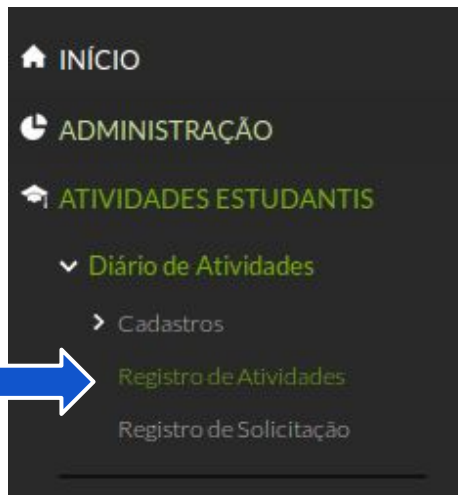 INÍCIO
ADMINISTRAÇÃO
ATIVIDADES ESTUDANTIS
Diário de Atividades
Cadastros
Registro de Atividades
Registro de Solicitação